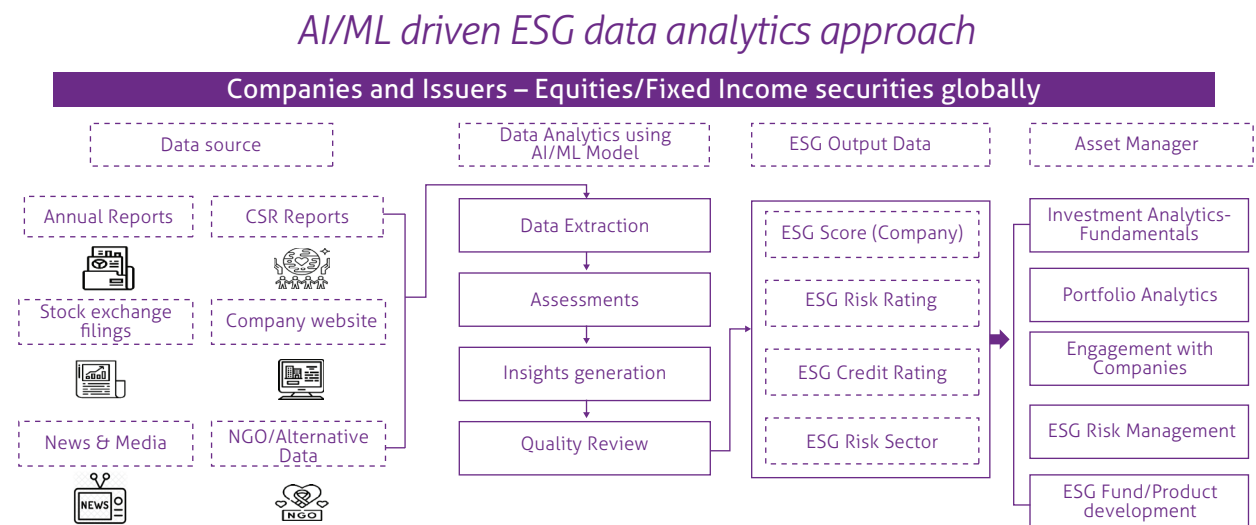 AI/ML driven ESG data analytics approach
Companies and Issuers – Equities/Fixed Income securities globally
Data source
Data Analytics using
AI/ML Model
ESG Output Data
Asset Manager
Annual Reports
CSR Reports
Stock exchange
filings
Company website
News & Media
NEWS
NGO/Alternative
Data
NGO
Data Extraction
Assessments
Insights generation
Quality Review
ESG Score (Company)
ESG Risk Rating
ESG Credit Rating
ESG Risk Sector
Investment Analytics-
Fundamentals
Portfolio Analytics
Engagement with
Companies
ESG Risk Management
ESG Fund/Product
development